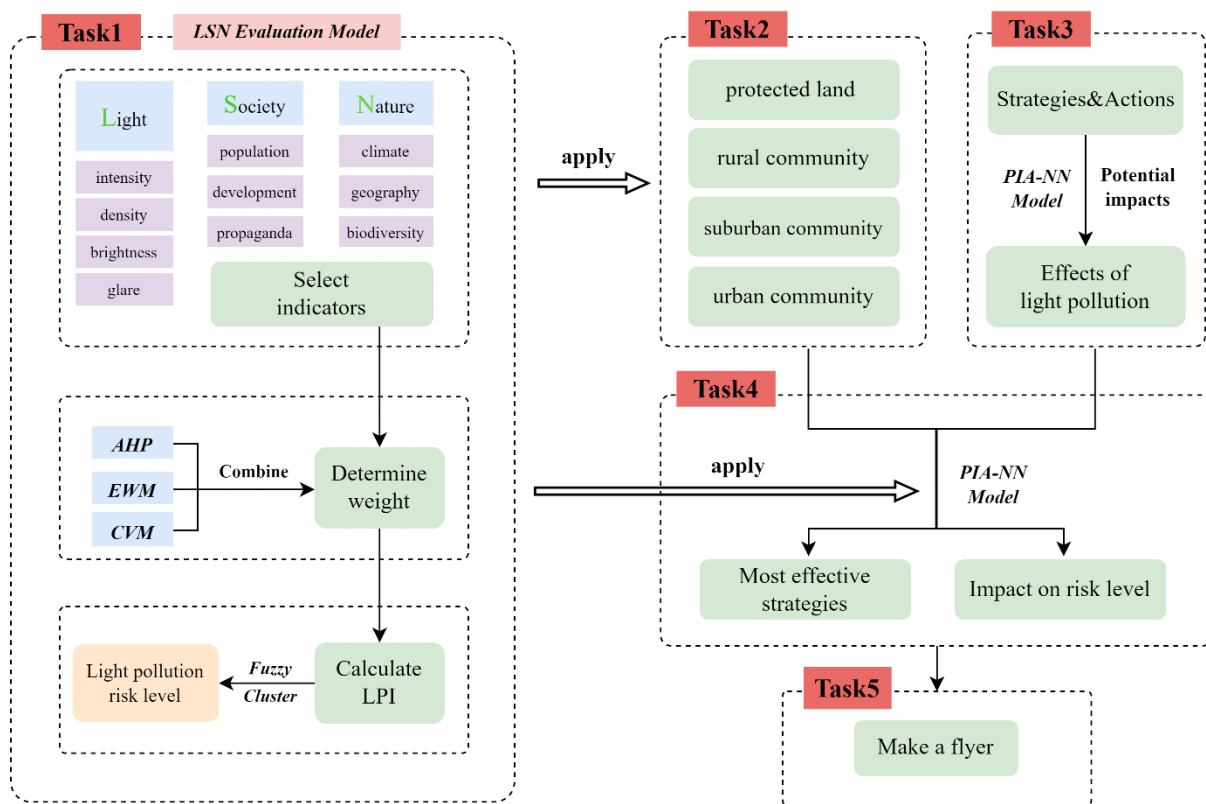 Task1
LSN Evaluation Model
Light
intensity
density
brightness
glare
Society
population
development
propaganda
Nature
climate
geography
biodiversity
Select
indicators
AHP
EWM
CVM
Combine
Determine
weight
Calculate
LPI
Fuzzy
Cluster
Light pollution
risk level
apply
Task2
protected land
rural community
suburban community
urban community
Task3
Strategies&Actions
PIA-NN
Model
Potential
impacts
Effects of
light pollution
apply
Task4
PIA-NN
Model
Most effective
strategies
Impact on risk level
Task5
Make a flyer